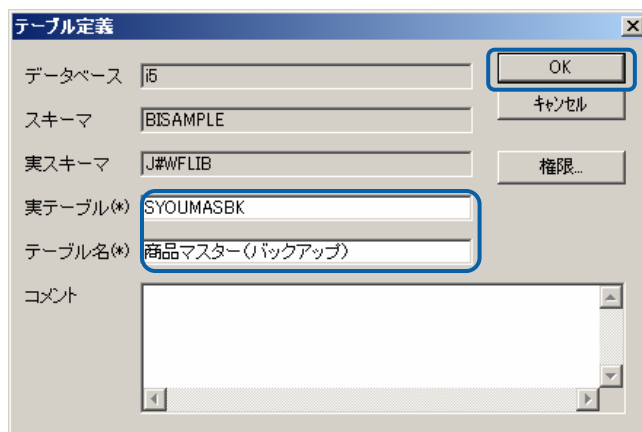 テーブル定義
データベース i5 OK
スキーマ BISAMPLE キャンセル
実スキーマ J#WFLIB 権限...
実テーブル(*) SYOUMASBK
テーブル名(*) 商品マスター(バックアップ)
コメント